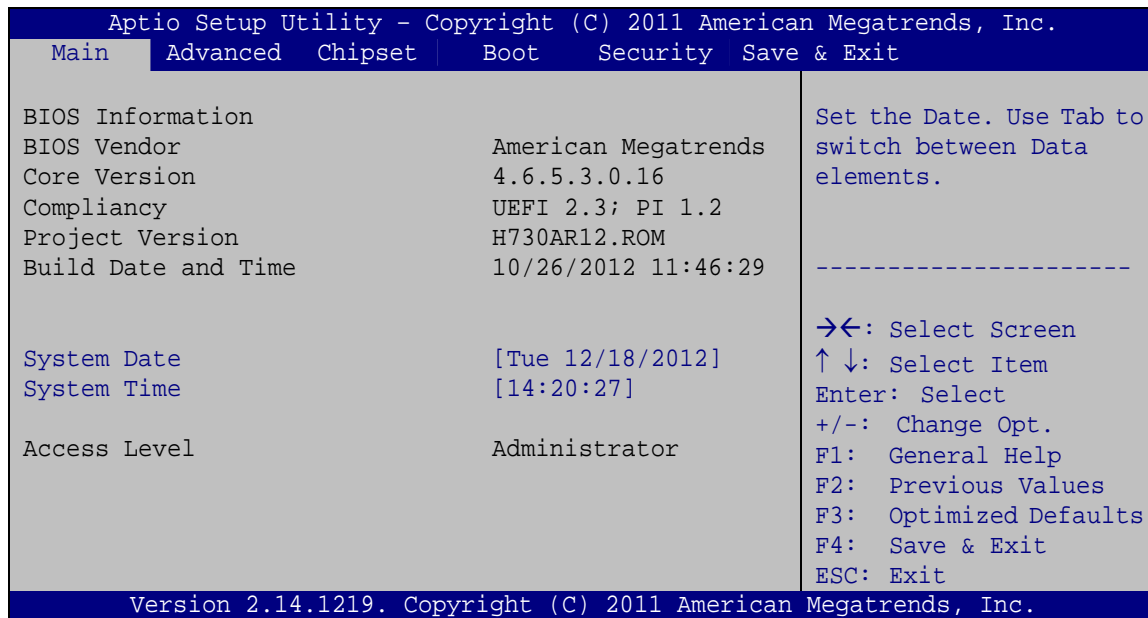 Aptio Setup Utility – Copyright (C) 2011 American Megatrends, Inc.
Main Advanced Chipset Boot Security Save & Exit
BIOS Information
BIOS Vendor American Megatrends
Core Version 4.6.5.3.0.16
Compliancy UEFI 2.3; PI 1.2
Project Version H730AR12.ROM
Build Date and Time 10/26/2012 11:46:29
System Date [Tue 12/18/2012]
System Time [14:20:27]
Access Level Administrator
Set the Date. Use Tab to
switch between Data
elements.
----------------------
→←: Select Screen
↑ ↓: Select Item
Enter: Select
+/-: Change Opt.
F1: General Help
F2: Previous Values
F3: Optimized Defaults
F4: Save & Exit
ESC: Exit
Version 2.14.1219. Copyright (C) 2011 American Megatrends, Inc.